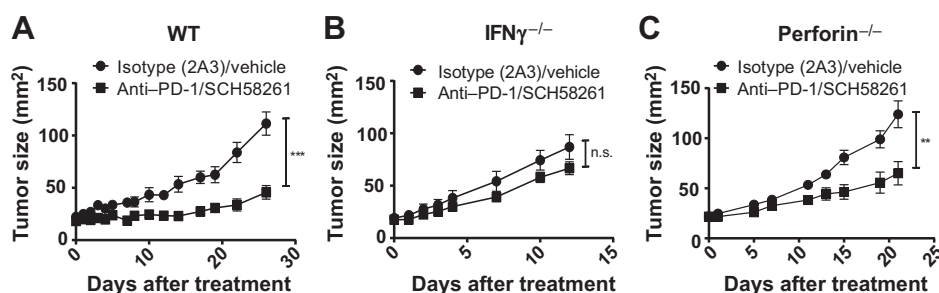 A
WT
Isotype (2A3)/vehicle
Anti–PD-1/SCH58261
Tumor size (mm²)
150
100
50
0
***
0
10
20
30
Days after treatment
B
IFNγ⁻/⁻
Isotype (2A3)/vehicle
Anti–PD-1/SCH58261
Tumor size (mm²)
150
100
50
0
n.s.
0
5
10
15
Days after treatment
C
Perforin⁻/⁻
Isotype (2A3)/vehicle
Anti–PD-1/SCH58261
Tumor size (mm²)
150
100
50
0
**
0
5
10
15
20
25
Days after treatment